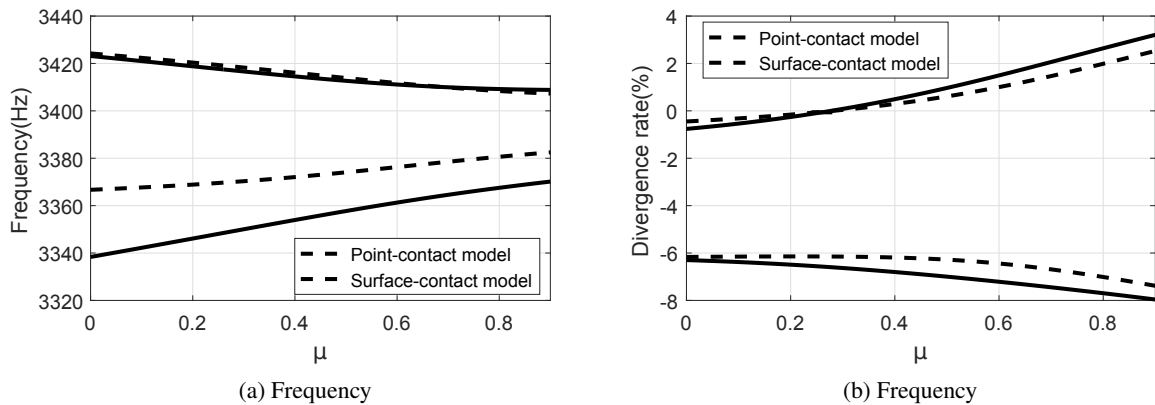 3440
3420
3400
3380
3360
3340
3320
Frequency(Hz)
Point-contact model
Surface-contact model
0 0.2 0.4 0.6 0.8
μ
(a) Frequency
4
2
0
-2
-4
-6
-8
Divergence rate(%)
Point-contact model
Surface-contact model
0 0.2 0.4 0.6 0.8
μ
(b) Frequency